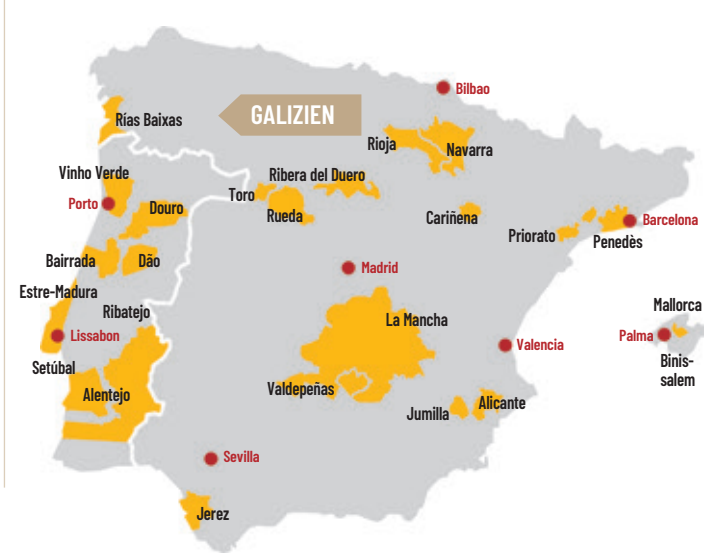 Bilbao
GALIZIEN
Rías Baixas
Rioja
Navarra
Vinho Verde
Ribera del Duero
Toro
Porto
Douro
Rueda
Cariñena
Barcelona
Priorato
Penedès
Bairrada
Dão
Madrid
Estre-Madura
Ribatejo
Mallorca
La Mancha
Lissabon
Palma
Valencia
Binis-
salem
Setúbal
Alentejo
Valdepeñas
Jumilla
Alicante
Sevilla
Jerez